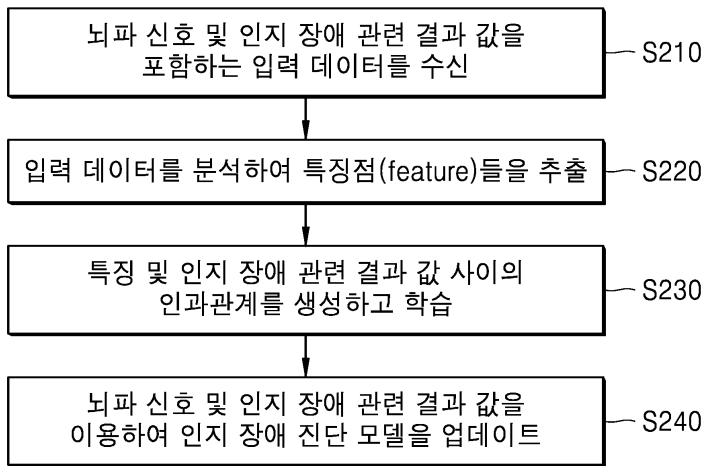 뇌파 신호 및 인지 장애 관련 결과 값을
포함하는 입력 데이터를 수신
S210
입력 데이터를 분석하여 특징점(feature)들을 추출
S220
특징 및 인지 장애 관련 결과 값 사이의
인과관계를 생성하고 학습
S230
뇌파 신호 및 인지 장애 관련 결과 값을
이용하여 인지 장애 진단 모델을 업데이트
S240